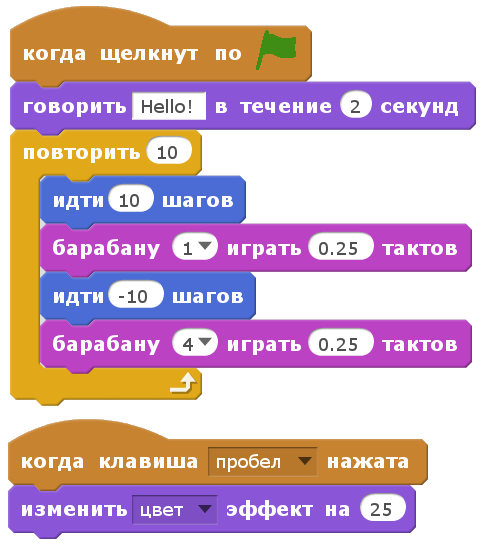 когда щелкнут по
говорить Hello! в течение 2 секунд
повторить 10
идти 10 шагов
барабану 1 играть 0.25 тактов
идти -10 шагов
барабану 4 играть 0.25 тактов
когда клавиша пробел нажата
изменить цвет эффект на 25